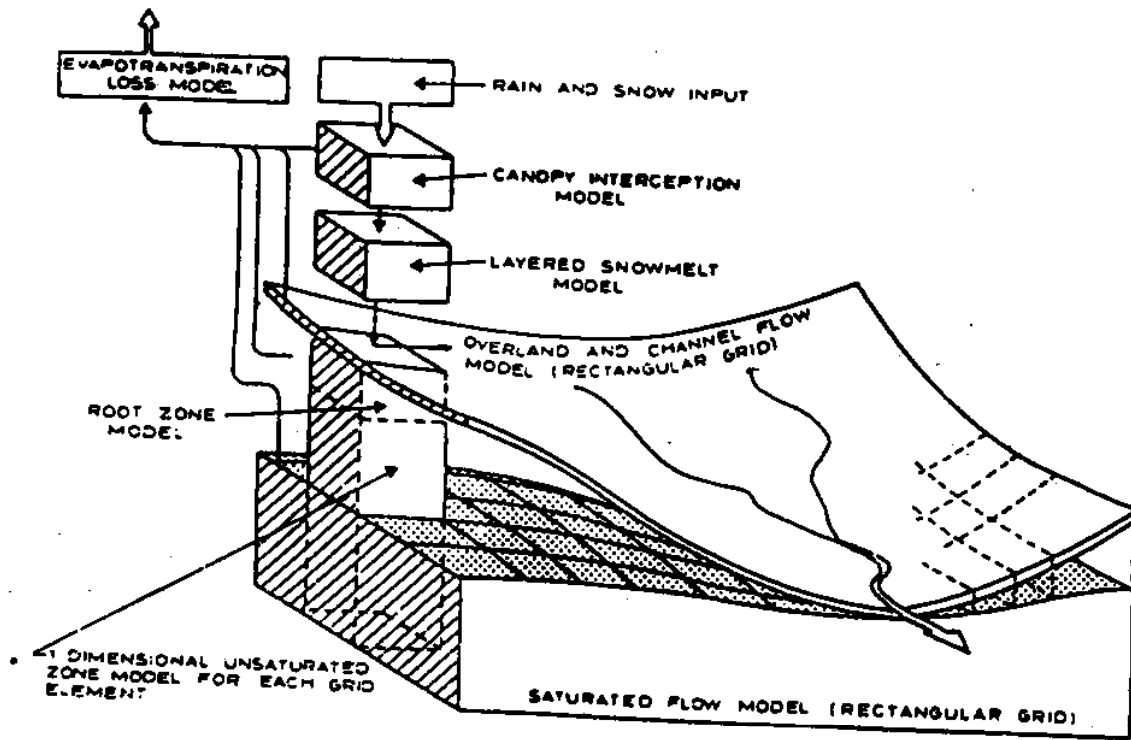 EVAPOTRANSPIRATION
LOSS MODEL
RAIN AND SNOW INPUT
CANOPY INTERCEPTION
MODEL
LAYERED SNOWMELT
MODEL
OVERLAND AND CHANNEL FLOW
MODEL (RECTANGULAR GRID)
ROOT ZONE
MODEL
1 DIMENSIONAL UNSATURATED
ZONE MODEL FOR EACH GRID
ELEMENT
SATURATED FLOW MODEL (RECTANGULAR GRID)